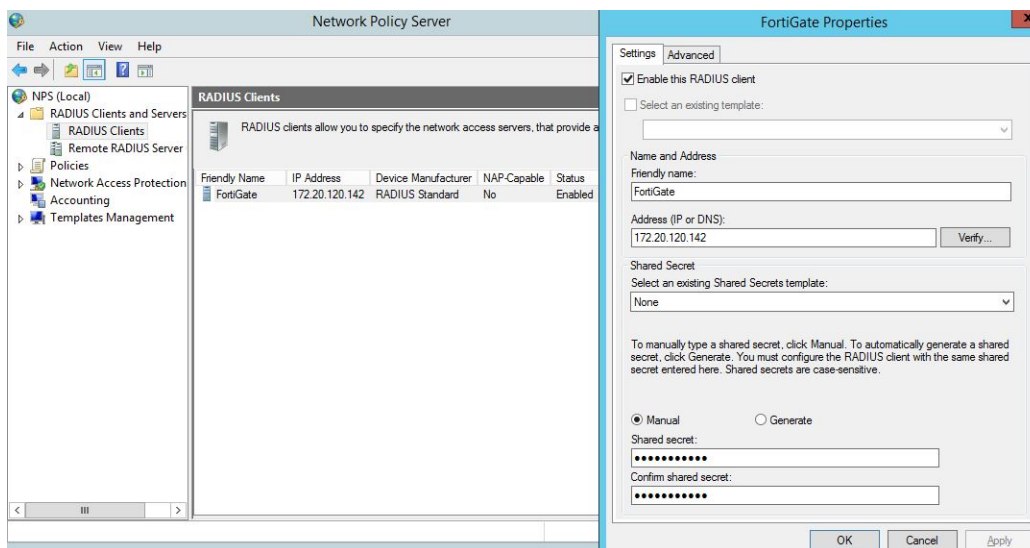 Network Policy Server
File Action View Help
NPS (Local)
RADIUS Clients and Servers
RADIUS Clients
Remote RADIUS Server
Policies
Network Access Protection
Accounting
Templates Management
RADIUS Clients
RADIUS clients allow you to specify the network access servers, that provide a
Friendly Name IP Address Device Manufacturer NAP-Capable Status
FortiGate 172.20.120.142 RADIUS Standard No Enabled
FortiGate Properties
Settings Advanced
Enable this RADIUS client
Select an existing template:
Name and Address
Friendly name:
FortiGate
Address (IP or DNS):
172.20.120.142 Verify...
Shared Secret
Select an existing Shared Secrets template:
None
To manually type a shared secret, click Manual. To automatically generate a shared
secret, click Generate. You must configure the RADIUS client with the same shared
secret entered here. Shared secrets are case-sensitive.
Manual Generate
Shared secret:
●●●●●●●●●●●
Confirm shared secret:
●●●●●●●●●●●
OK Cancel Apply